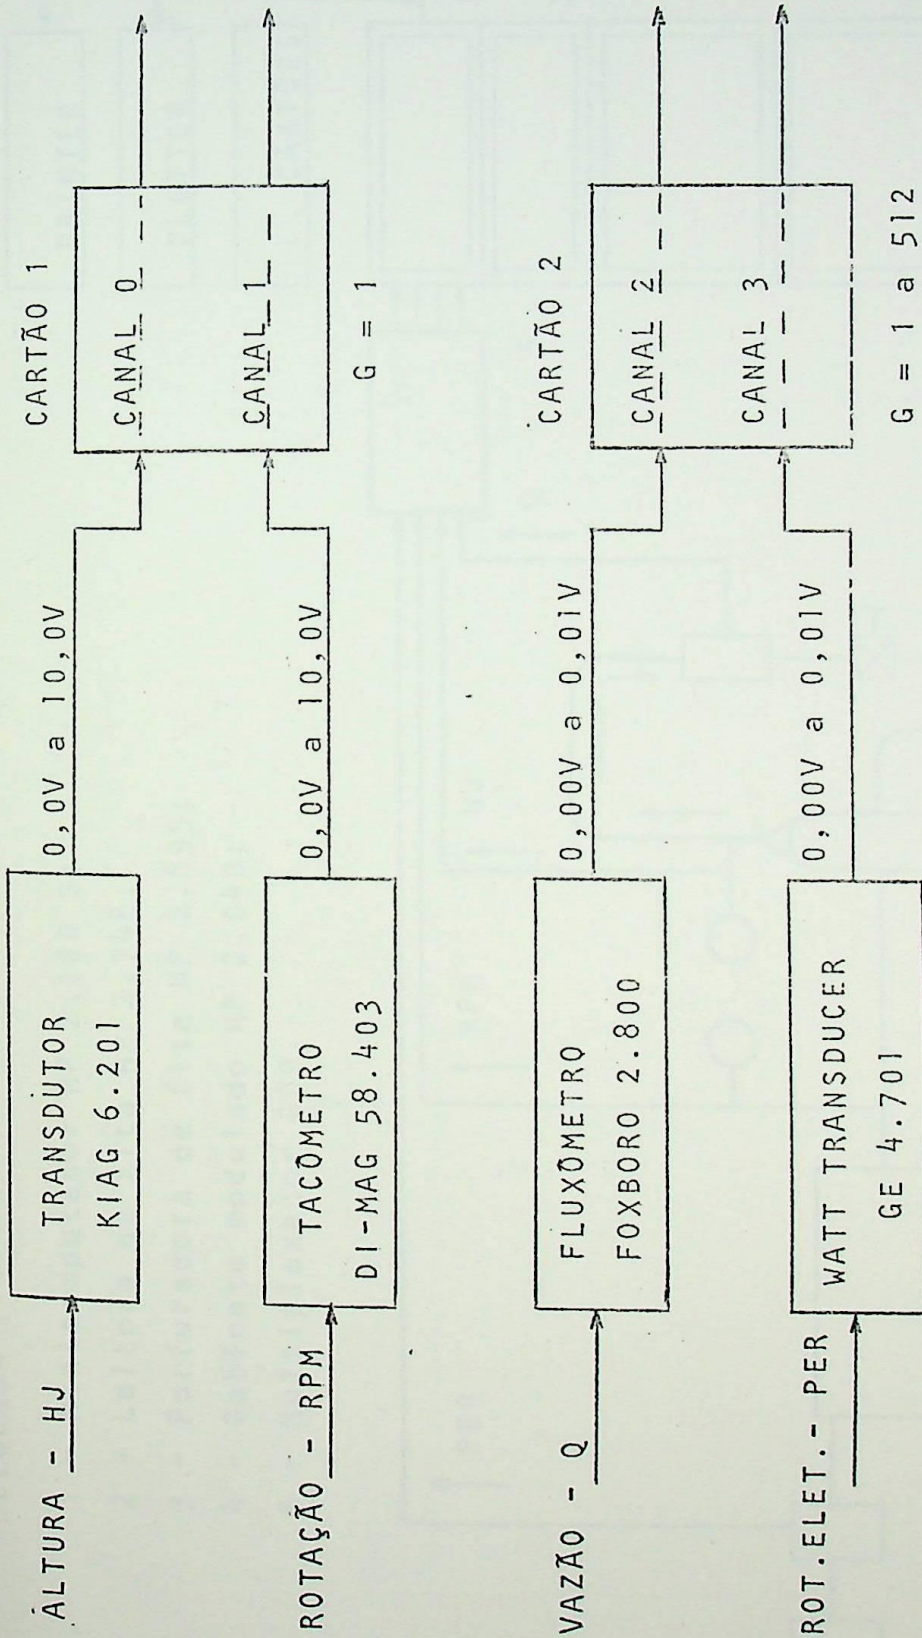 ALTURA - HJ
TRANSDUTOR
KIAG 6.201
0,0V a 10,0V
CARTÃO 1
CANAL 0
ROTAÇÃO - RPM
TACÔMETRO
DI-MAG 58.403
0,0V a 10,0V
CANAL 1
G = 1
VAZÃO - Q
FLUXÔMETRO
FOXBORO 2.800
0,00V a 0,01V
CARTÃO 2
CANAL 2
ROT.ELET.- PER
WATT TRANSDUCER
GE 4.701
0,00V a 0,01V
CANAL 3
G = 1 a 512